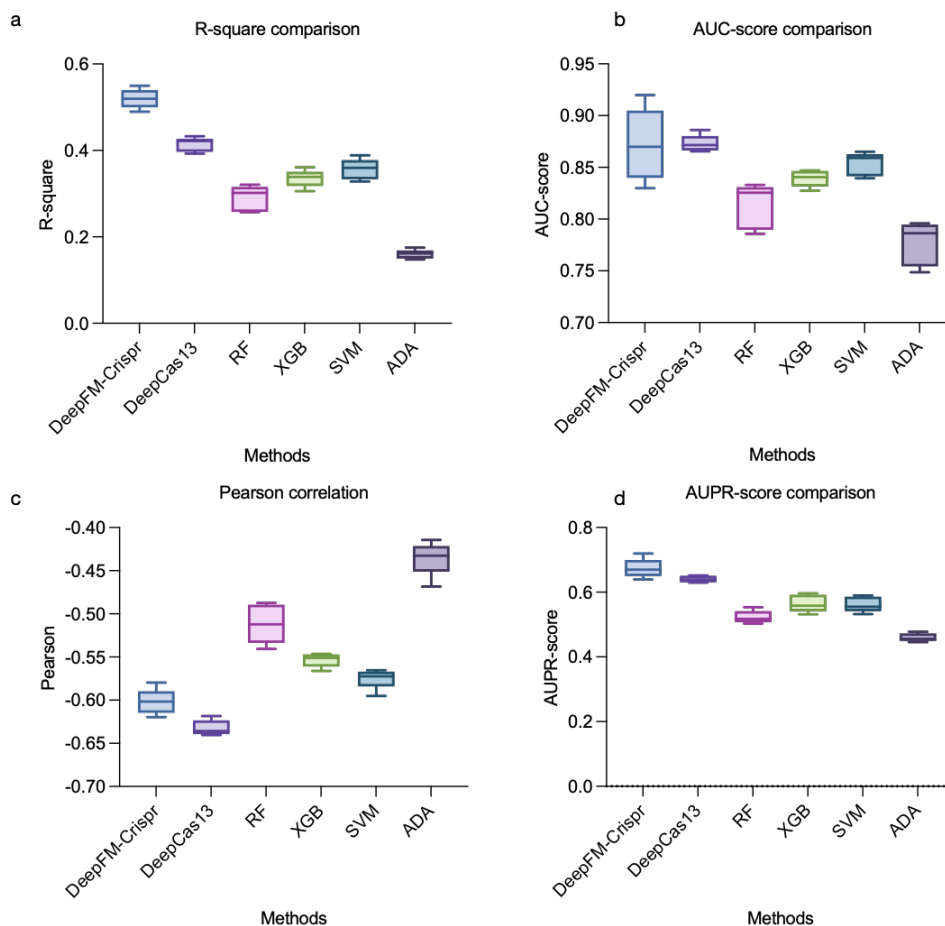 a
R-square comparison
0.6
0.4
0.2
0.0
R-square
DeepFM-Crispr
DeepCas13
RF
XGB
SVM
ADA
Methods
b
AUC-score comparison
0.95
0.90
0.85
0.80
0.75
0.70
AUC-score
DeepFM-Crispr
DeepCas13
RF
XGB
SVM
ADA
Methods
c
Pearson correlation
-0.40
-0.45
-0.50
-0.55
-0.60
-0.65
-0.70
Pearson
DeepFM-Crispr
DeepCas13
RF
XGB
SVM
ADA
Methods
d
AUPR-score comparison
0.8
0.6
0.4
0.2
0.0
AUPR-score
DeepFM-Crispr
DeepCas13
RF
XGB
SVM
ADA
Methods